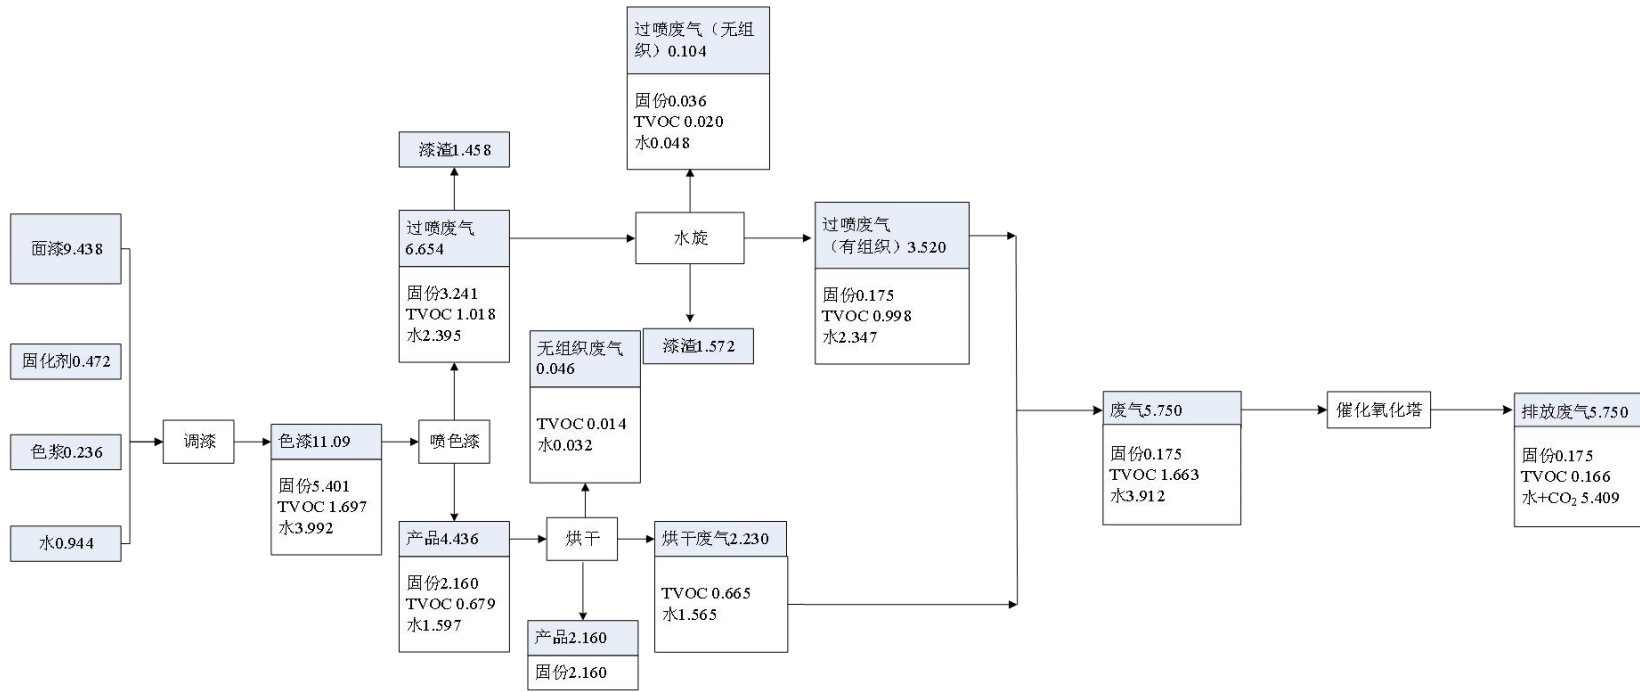 过喷废气（无组
织）0.104
固份0.036
TVOC 0.020
水0.048
漆渣1.458
面漆9.438
固化剂0.472
色浆0.236
水0.944
调漆
色漆11.09
固份5.401
TVOC 1.697
水3.992
喷色漆
过喷废气
6.654
固份3.241
TVOC 1.018
水2.395
水旋
漆渣1.572
过喷废气
（有组织）3.520
固份0.175
TVOC 0.998
水2.347
无组织废气
0.046
TVOC 0.014
水0.032
产品4.436
固份2.160
TVOC 0.679
水1.597
烘干
产品2.160
固份2.160
烘干废气2.230
TVOC 0.665
水1.565
废气5.750
固份0.175
TVOC 1.663
水3.912
催化氧化塔
排放废气5.750
固份0.175
TVOC 0.166
水+CO₂ 5.409